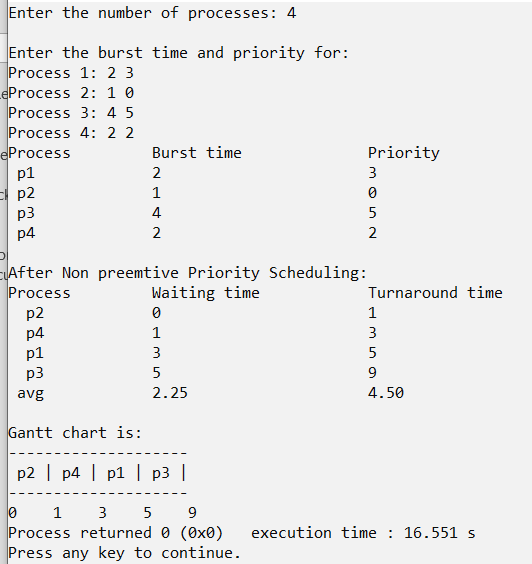 Enter the number of processes: 4
Enter the burst time and priority for:
Process 1: 2 3
Process 2: 1 0
Process 3: 4 5
Process 4: 2 2
Process Burst time Priority
p1 2 3
p2 1 0
p3 4 5
p4 2 2
After Non preemtive Priority Scheduling:
Process Waiting time Turnaround time
p2 0 1
p4 1 3
p1 3 5
p3 5 9
avg 2.25 4.50
Gantt chart is:
--------------------
p2 | p4 | p1 | p3 |
--------------------
0 1 3 5 9
Process returned 0 (0x0) execution time : 16.551 s
Press any key to continue.